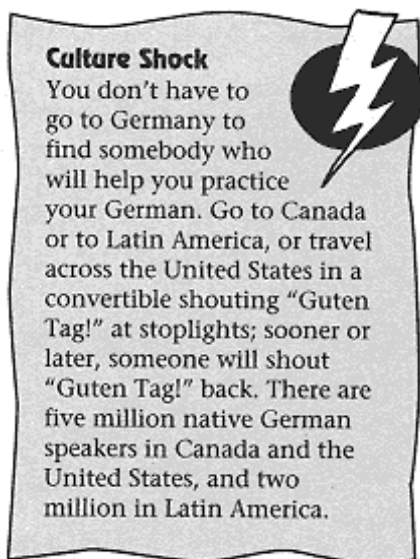 Culture Shock
You don't have to
go to Germany to
find somebody who
will help you practice
your German. Go to Canada
or to Latin America, or travel
across the United States in a
convertible shouting "Guten
Tag!" at stoplights; sooner or
later, someone will shout
"Guten Tag!" back. There are
five million native German
speakers in Canada and the
United States, and two
million in Latin America.